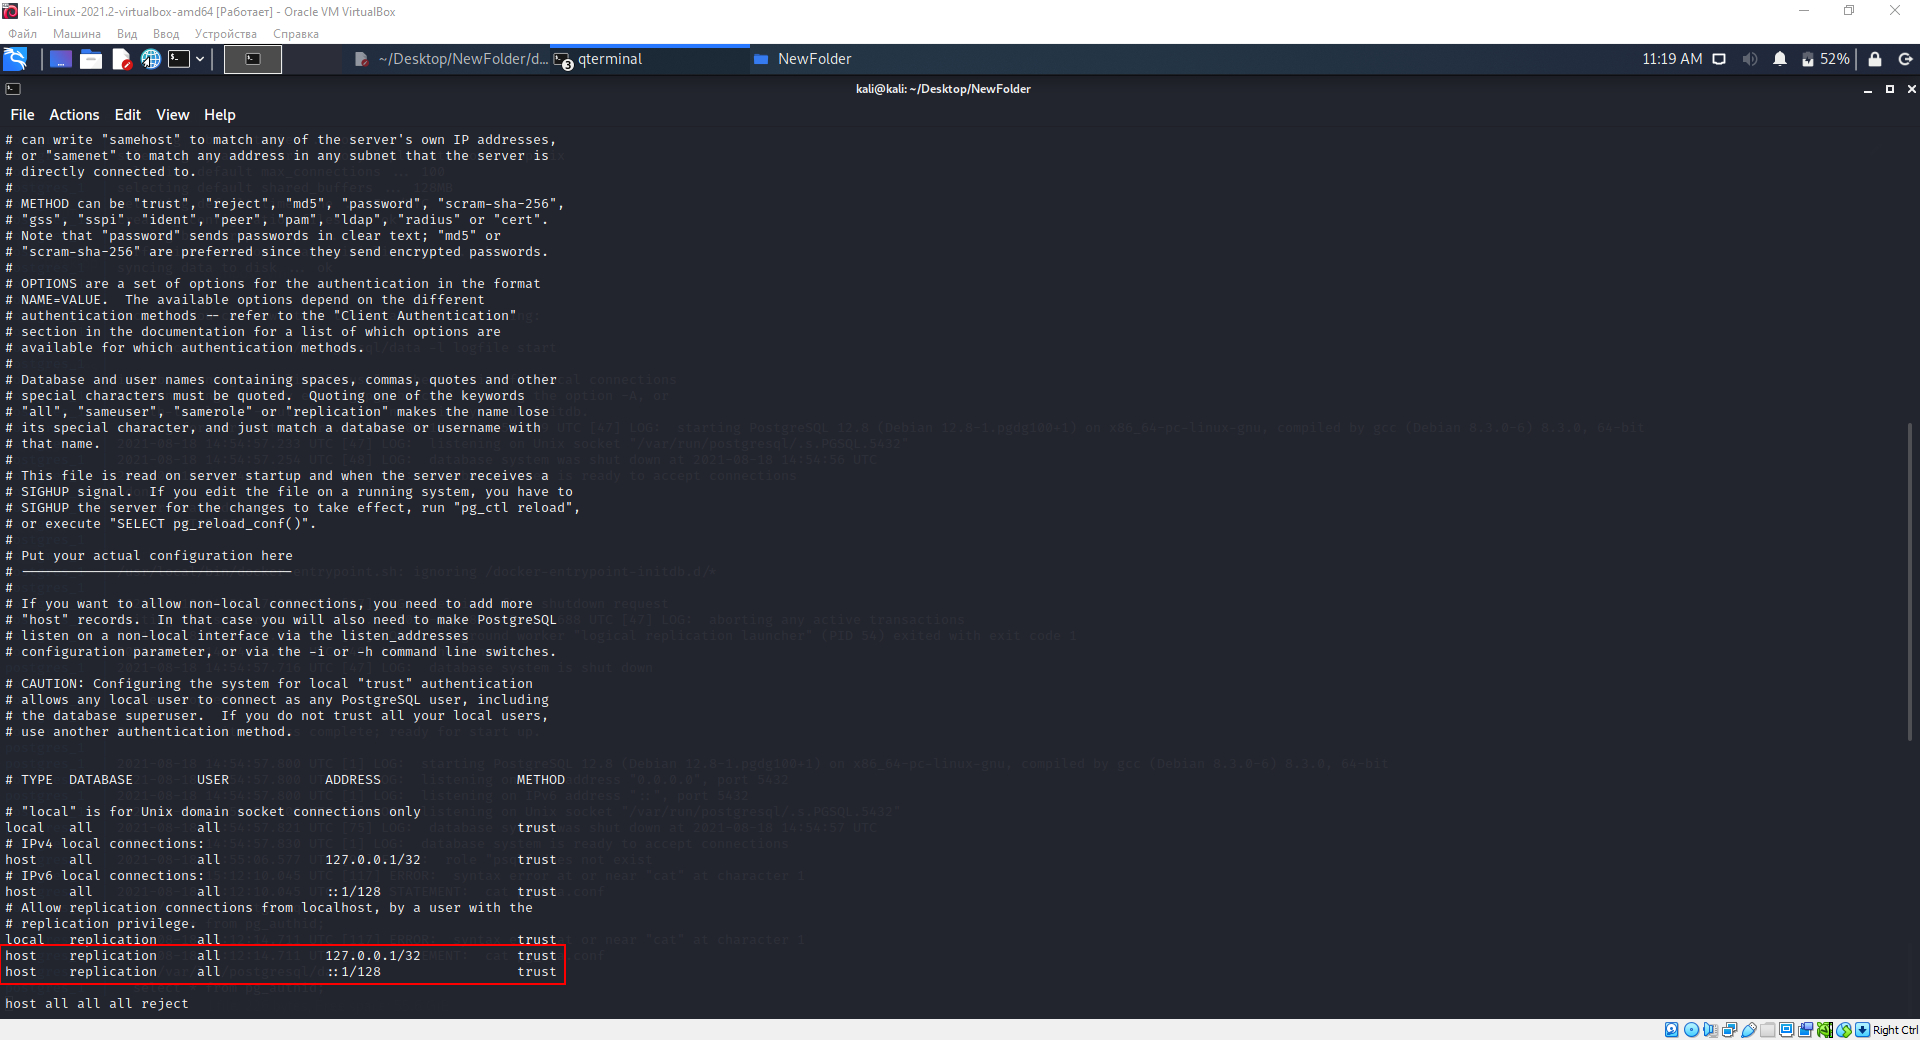 Kali-Linux-2021.2-virtualbox-amd64 [Работает] - Oracle VM VirtualBox
Файл Машина Вид Ввод Устройства Справка
~/Desktop/NewFolder/d... 3 qterminal NewFolder 11:19 AM 52%
kali@kali: ~/Desktop/NewFolder
File Actions Edit View Help
# can write "samehost" to match any of the server's own IP addresses,
# or "samenet" to match any address in any subnet that the server is
# directly connected to.
#
# METHOD can be "trust", "reject", "md5", "password", "scram-sha-256",
# "gss", "sspi", "ident", "peer", "pam", "ldap", "radius" or "cert".
# Note that "password" sends passwords in clear text; "md5" or
# "scram-sha-256" are preferred since they send encrypted passwords.
#
# OPTIONS are a set of options for the authentication in the format
# NAME=VALUE.  The available options depend on the different
# authentication methods -- refer to the "Client Authentication"
# section in the documentation for a list of which options are
# available for which authentication methods.
#
# Database and user names containing spaces, commas, quotes and other
# special characters must be quoted.  Quoting one of the keywords
# "all", "sameuser", "samerole" or "replication" makes the name lose
# its special character, and just match a database or username with
# that name.
#
# This file is read on server startup and when the server receives a
# SIGHUP signal.  If you edit the file on a running system, you have to
# SIGHUP the server for the changes to take effect, run "pg_ctl reload",
# or execute "SELECT pg_reload_conf()".
#
# Put your actual configuration here
# ----------------------------------
#
# If you want to allow non-local connections, you need to add more
# "host" records.  In that case you will also need to make PostgreSQL
# listen on a non-local interface via the listen_addresses
# configuration parameter, or via the -i or -h command line switches.
# CAUTION: Configuring the system for local "trust" authentication
# allows any local user to connect as any PostgreSQL user, including
# the database superuser.  If you do not trust all your local users,
# use another authentication method.
# TYPE  DATABASE        USER            ADDRESS                 METHOD
# "local" is for Unix domain socket connections only
local   all             all                                     trust
# IPv4 local connections:
host    all             all             127.0.0.1/32            trust
# IPv6 local connections:
host    all             all             ::1/128                 trust
# Allow replication connections from localhost, by a user with the
# replication privilege.
local   replication     all                                     trust
host    replication     all             127.0.0.1/32            trust
host    replication     all             ::1/128                 trust
host all all all reject
Right Ctrl